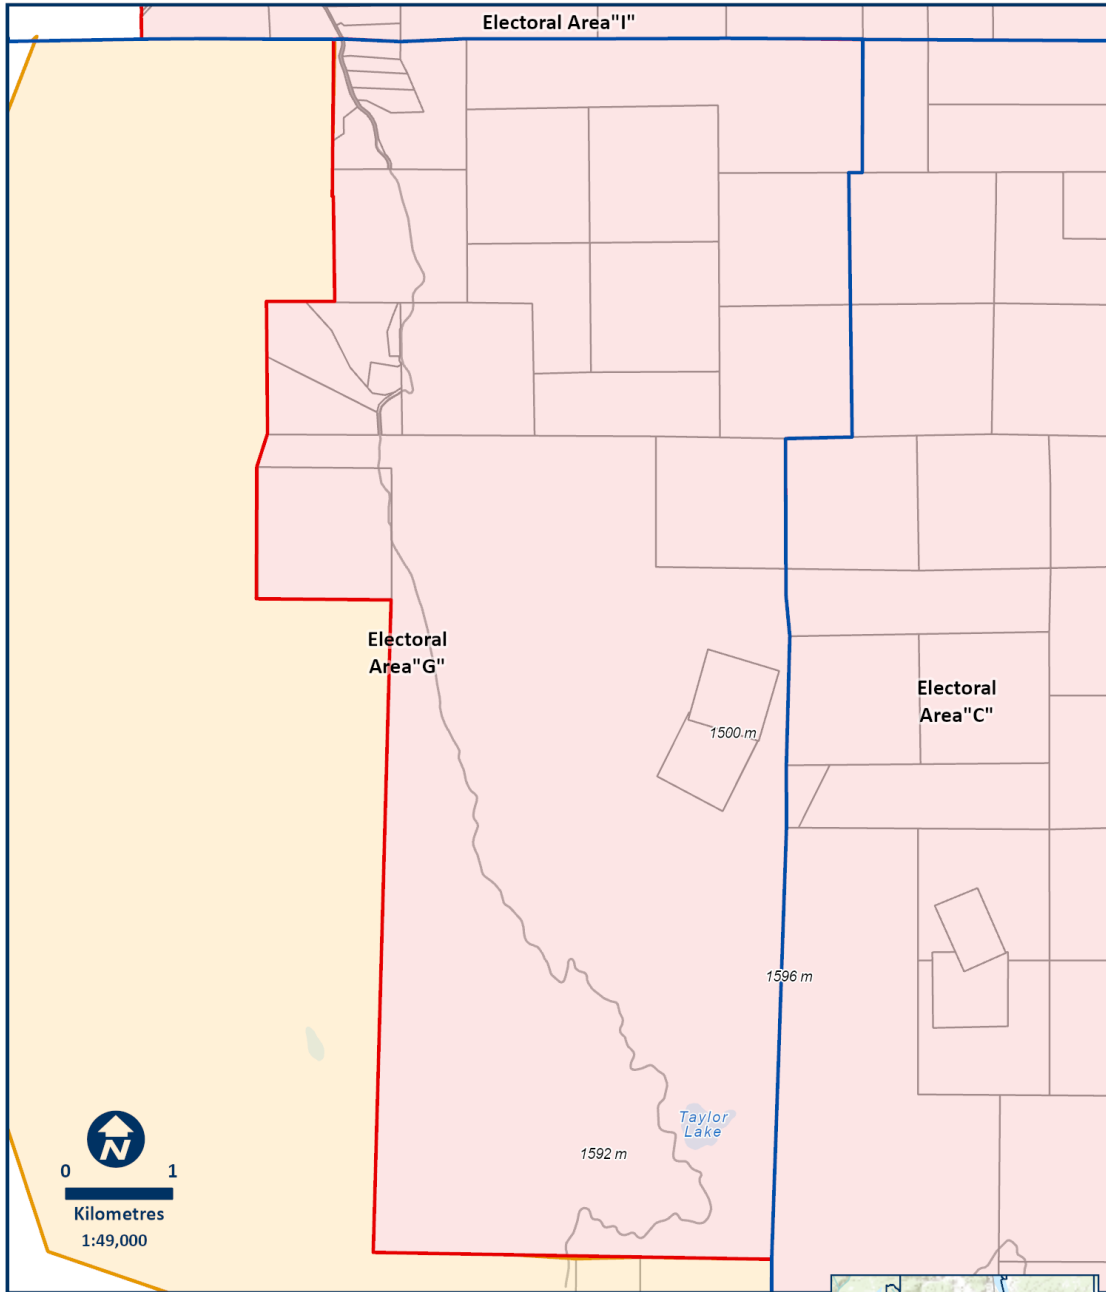 Electoral Area"I"
Electoral
Area"G"
Electoral
Area"C"
1500 m
1596 m
Taylor
Lake
1592 m
N
0 1
Kilometres
1:49,000